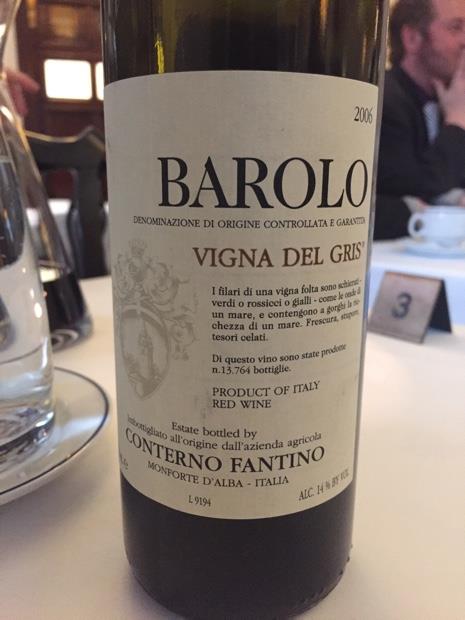 2006
BAROLO
DENOMINAZIONE DI ORIGINE CONTROLLATA E GARANTITA
VIGNA DEL GRIS®
I filari di una vigna folta sono schierati -
verdi o rossicci o gialli - come le onde di
un mare, e contengono a gorghi la ric-
chezza di un mare. Frescura, stupore,
tesori celati.
Di questo vino sono state prodotte
n.13.764 bottiglie.
PRODUCT OF ITALY
RED WINE
Estate bottled by
Imbottigliato all'origine dall'azienda agricola
CONTERNO FANTINO
MONFORTE D'ALBA - ITALIA
L 9194
ALC. 14 % BY VOL
3